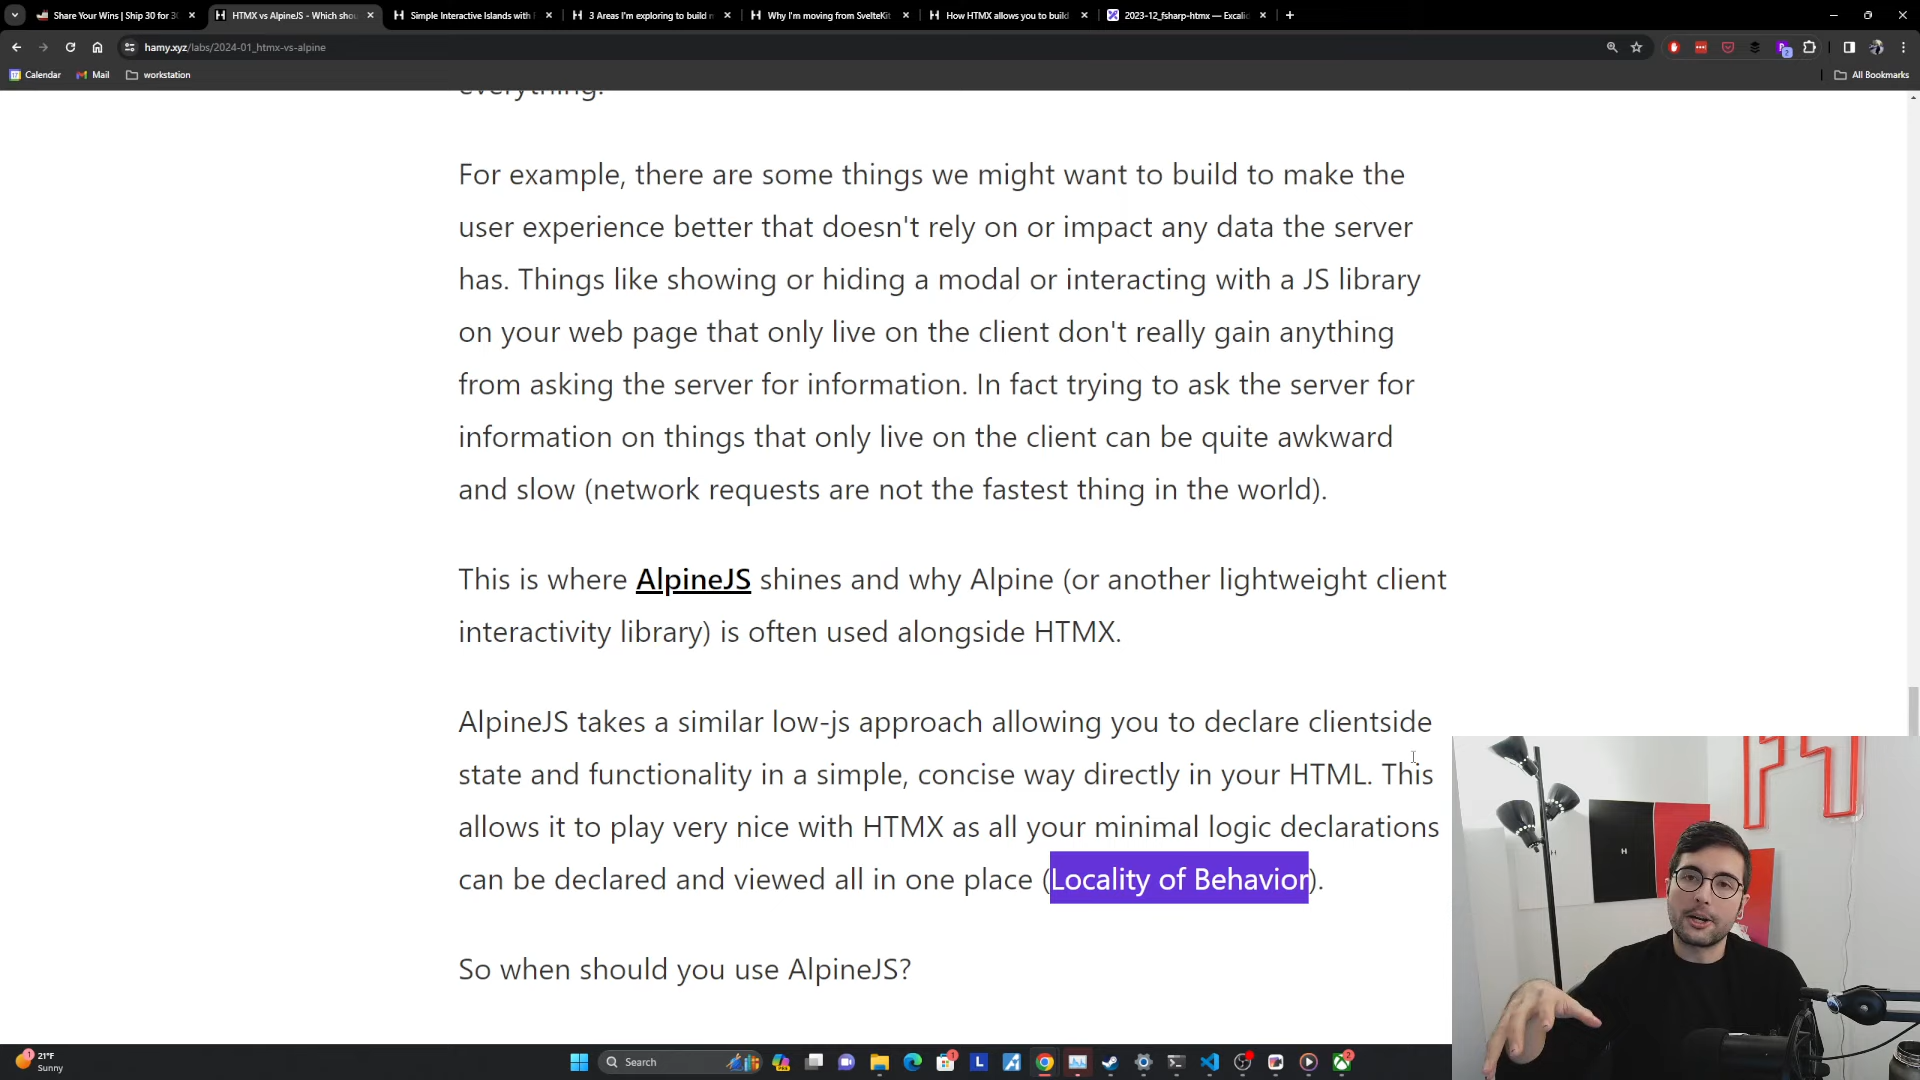 Share Your Wins | Ship 30 for 30
HTMX vs AlpineJS - Which shou
Simple Interactive Islands with
3 Areas I'm exploring to build
Why I'm moving from SvelteKit
How HTMX allows you to build
2023-12_fsharp-htmx — Excali
hamy.xyz/labs/2024-01_htmx-vs-alpine
Calendar
Mail
workstation
All Bookmarks
everything.
For example, there are some things we might want to build to make the
user experience better that doesn't rely on or impact any data the server
has. Things like showing or hiding a modal or interacting with a JS library
on your web page that only live on the client don't really gain anything
from asking the server for information. In fact trying to ask the server for
information on things that only live on the client can be quite awkward
and slow (network requests are not the fastest thing in the world).
This is where AlpineJS shines and why Alpine (or another lightweight client
interactivity library) is often used alongside HTMX.
AlpineJS takes a similar low-js approach allowing you to declare clientside
state and functionality in a simple, concise way directly in your HTML. This
allows it to play very nice with HTMX as all your minimal logic declarations
can be declared and viewed all in one place (Locality of Behavior).
So when should you use AlpineJS?
21°F
Sunny
Search